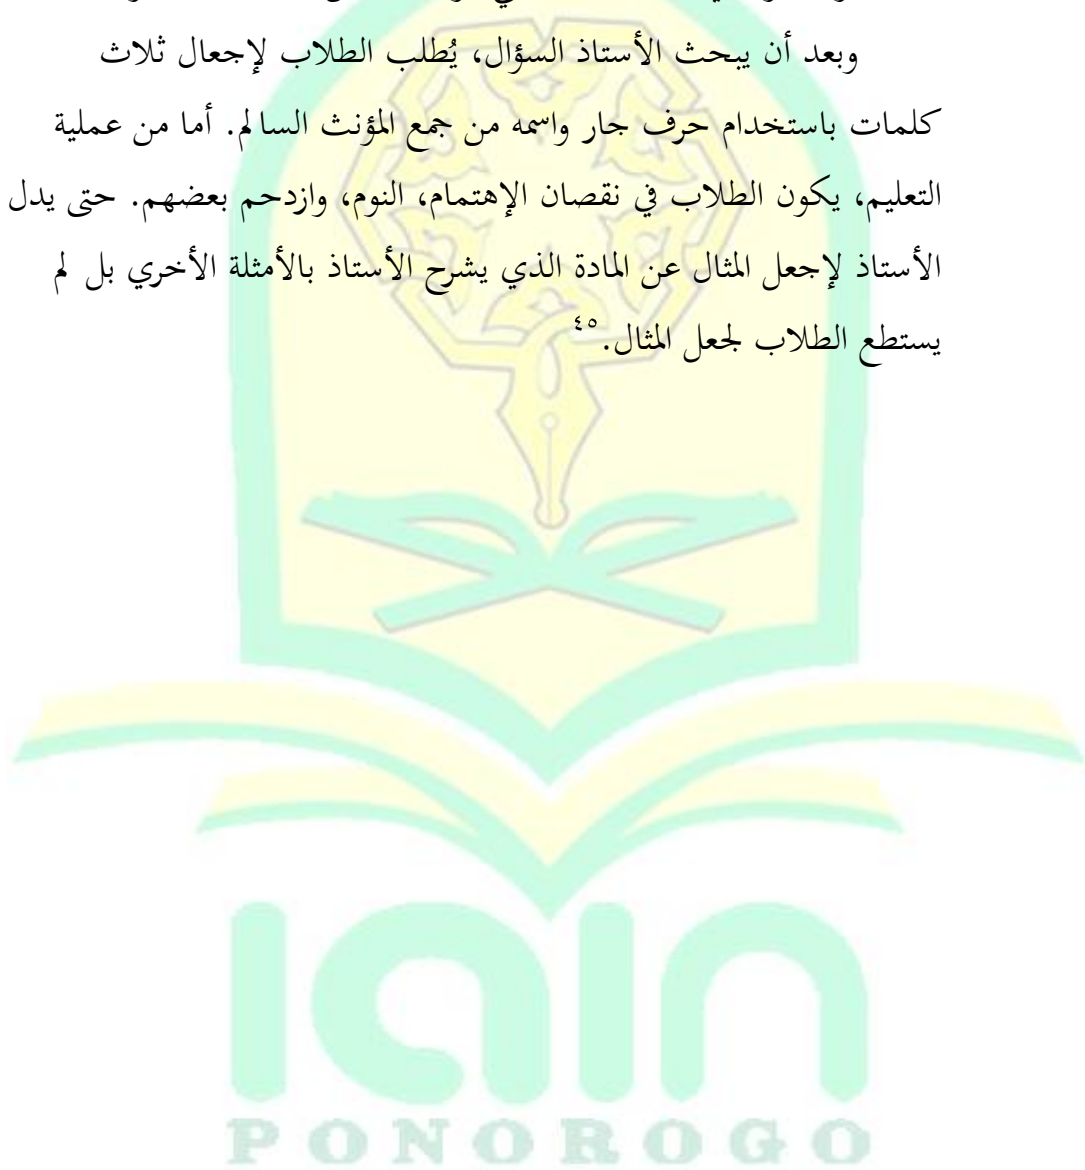 وبعد أن يبحث الأستاذ السؤال، يُطلب الطلاب لإجعال ثلاث
كلمات باستخدام حرف جار واسمه من جمع المؤنث السالم. أما من عملية
التعليم، يكون الطلاب في نقصان الإهتمام، النوم، وازدحم بعضهم. حتى يدل
الأستاذ لإجعل المثال عن المادة الذي يشرح الأستاذ بالأمثلة الأخري بل لم
يستطع الطلاب لجعل المثال.٤٥
iain
PONOROGO